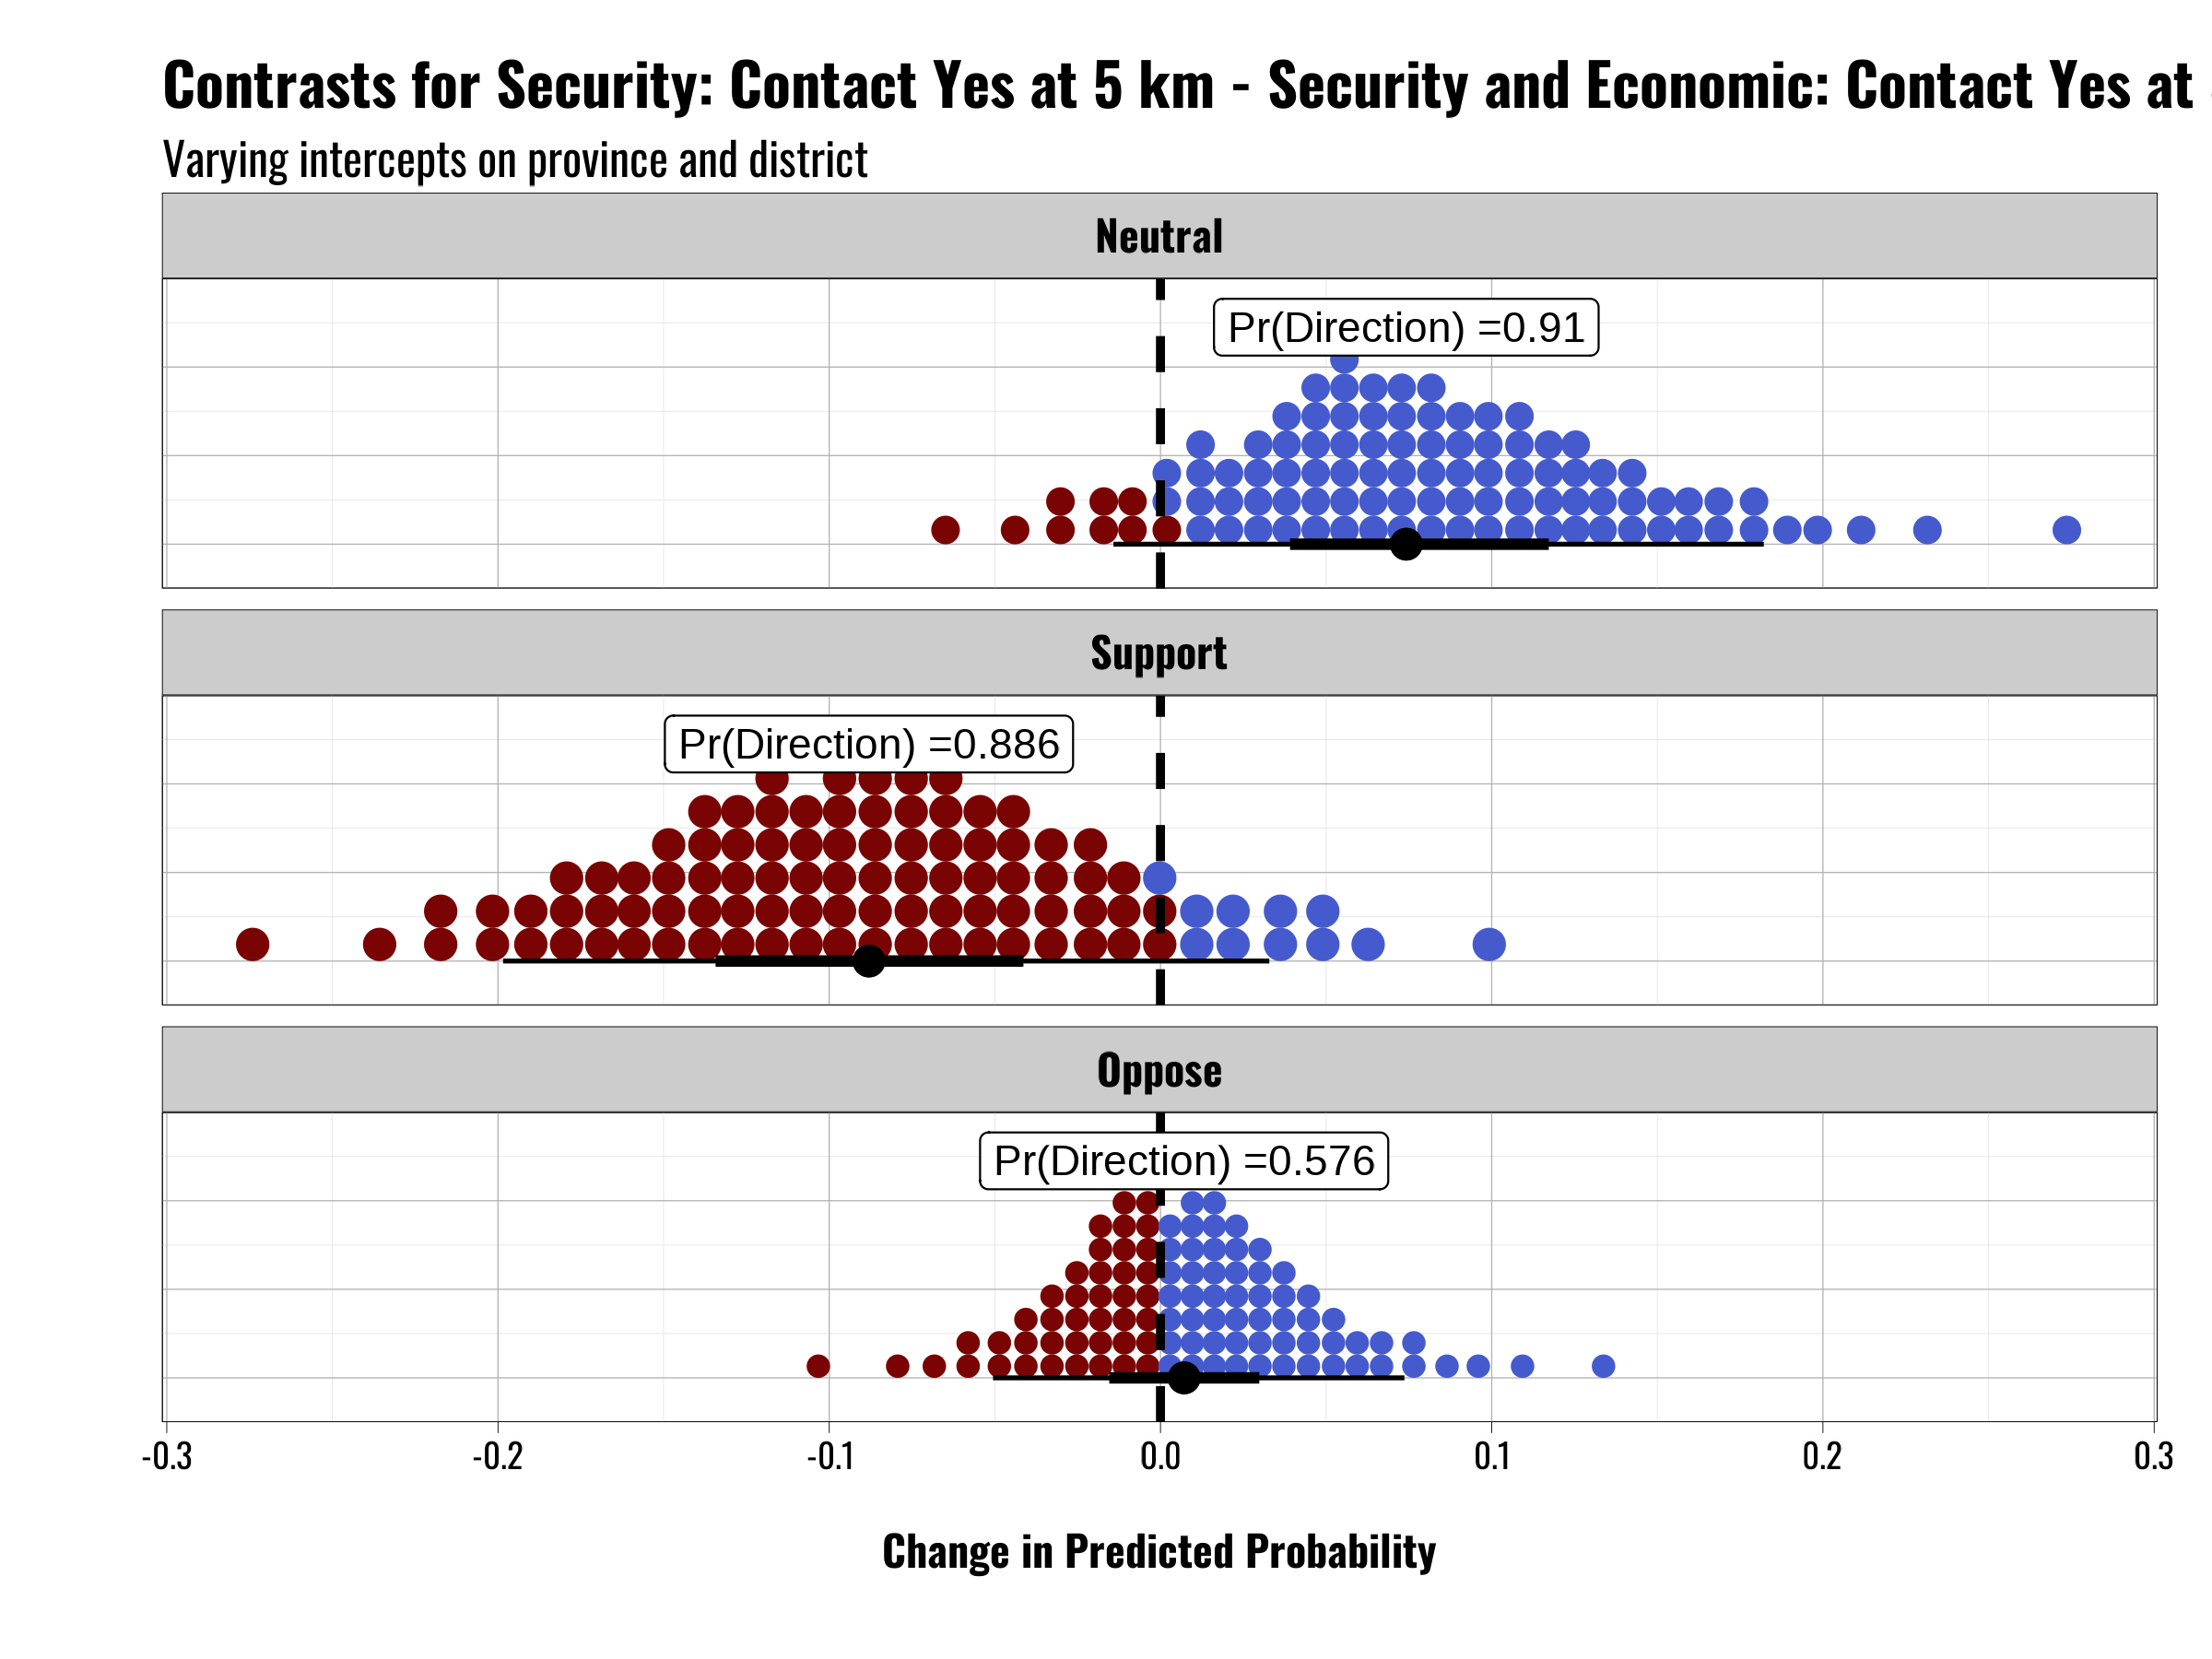 Contrasts for Security: Contact Yes at 5 km - Security and Economic: Contact Yes at
Varying intercepts on province and district
Neutral
Pr(Direction) =0.91
Support
Pr(Direction) =0.886
Oppose
Pr(Direction) =0.576
-0.3 -0.2 -0.1 0.0 0.1 0.2 0.3
Change in Predicted Probability